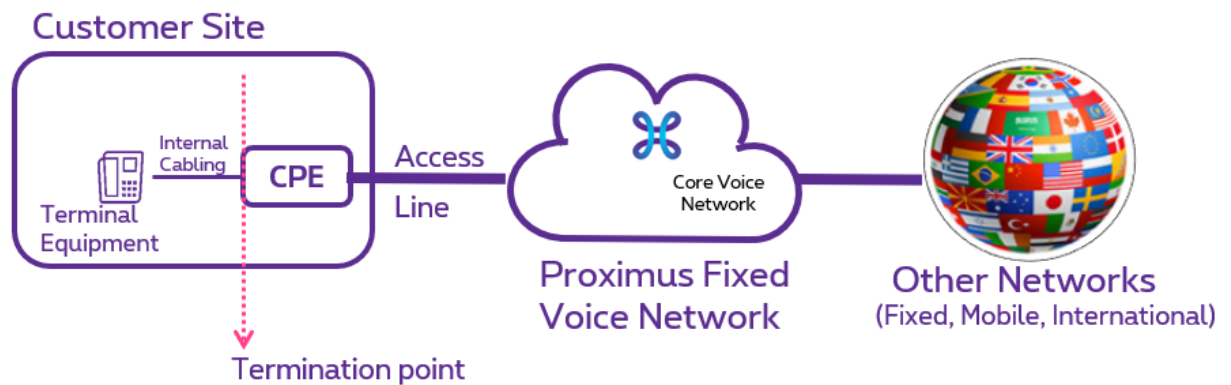 Customer Site
Internal
Cabling
CPE
Terminal
Equipment
Access
Line
Core Voice
Network
Proximus Fixed
Voice Network
Other Networks
(Fixed, Mobile, International)
Termination point